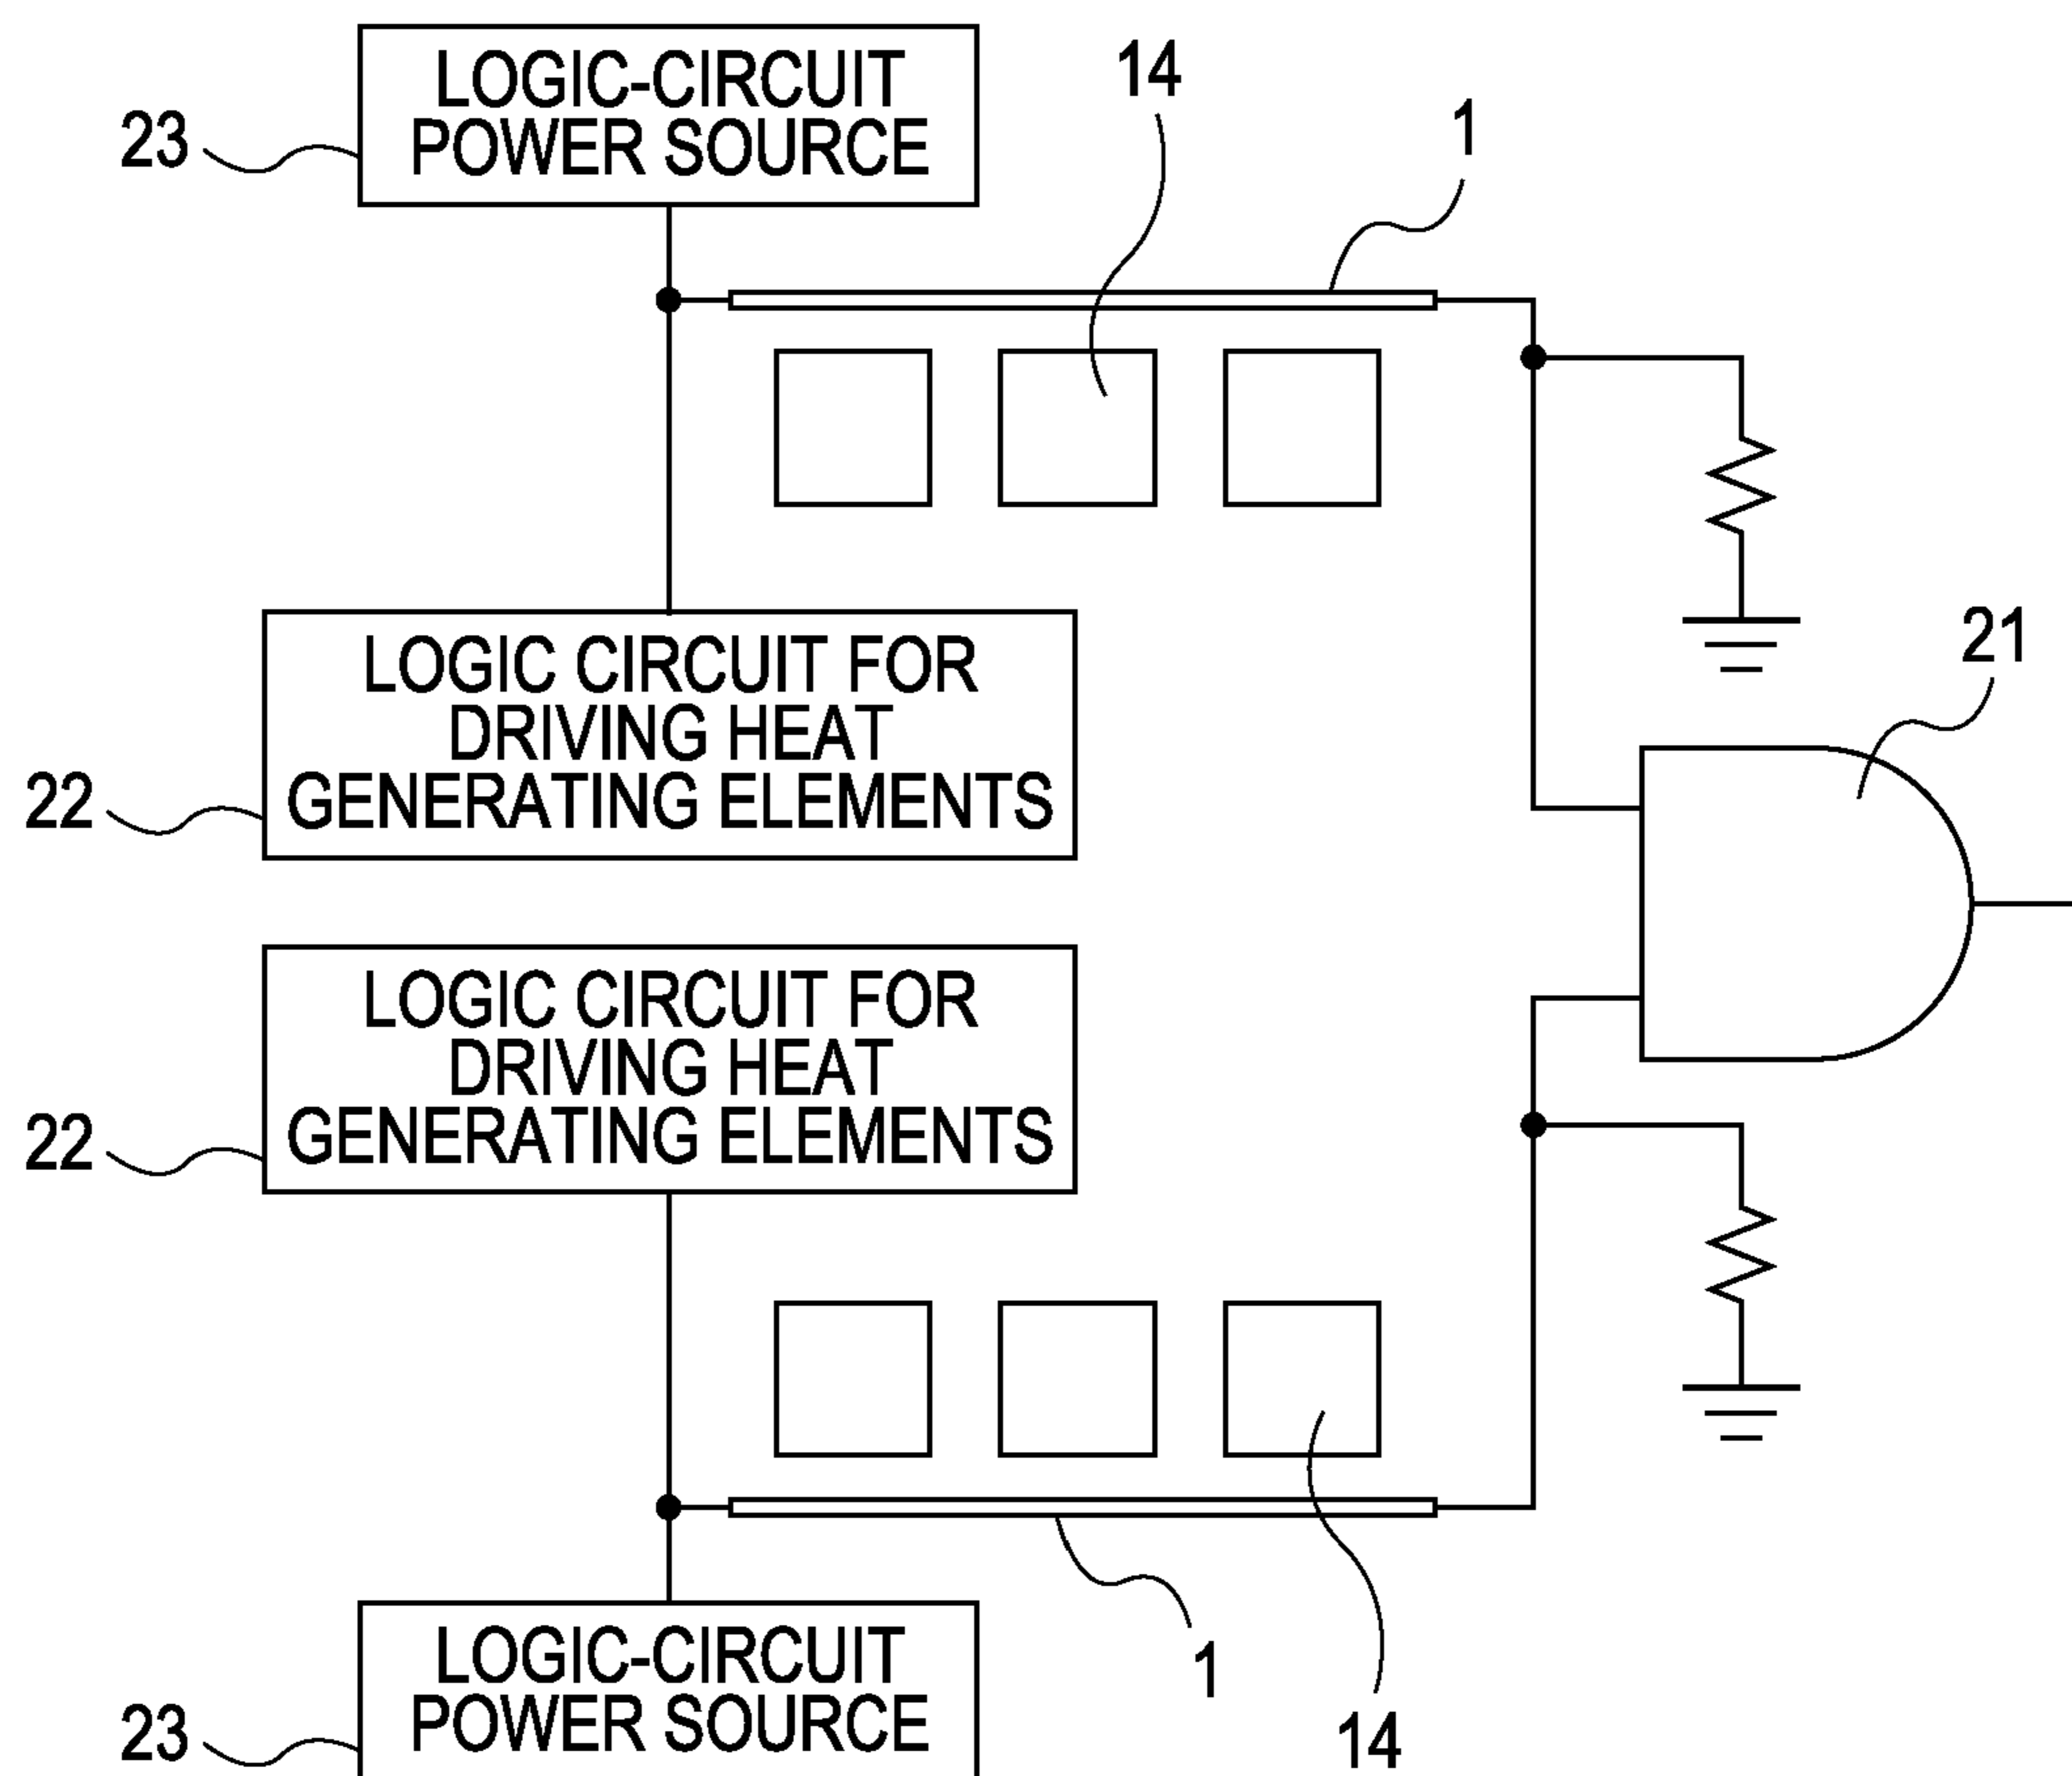 LOGIC-CIRCUIT
POWER SOURCE
23
14
1
LOGIC CIRCUIT FOR
DRIVING HEAT
GENERATING ELEMENTS
22
21
LOGIC CIRCUIT FOR
DRIVING HEAT
GENERATING ELEMENTS
22
1
14
LOGIC-CIRCUIT
POWER SOURCE
23